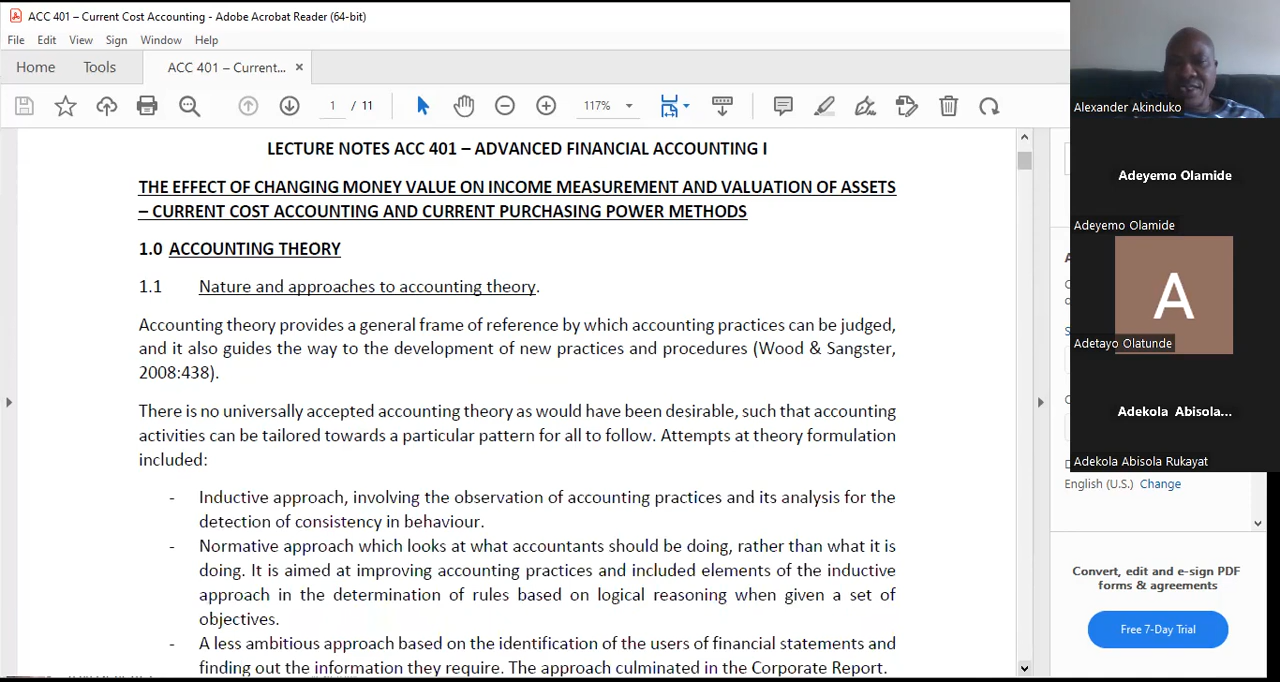 ACC 401 – Current Cost Accounting - Adobe Acrobat Reader (64-bit)
File Edit View Sign Window Help
Home Tools ACC 401 – Current... ×
1 / 11 117%
LECTURE NOTES ACC 401 – ADVANCED FINANCIAL ACCOUNTING I
THE EFFECT OF CHANGING MONEY VALUE ON INCOME MEASUREMENT AND VALUATION OF ASSETS
– CURRENT COST ACCOUNTING AND CURRENT PURCHASING POWER METHODS
1.0 ACCOUNTING THEORY
1.1 Nature and approaches to accounting theory.
Accounting theory provides a general frame of reference by which accounting practices can be judged,
and it also guides the way to the development of new practices and procedures (Wood & Sangster,
2008:438).
There is no universally accepted accounting theory as would have been desirable, such that accounting
activities can be tailored towards a particular pattern for all to follow. Attempts at theory formulation
included:
- Inductive approach, involving the observation of accounting practices and its analysis for the
detection of consistency in behaviour.
- Normative approach which looks at what accountants should be doing, rather than what it is
doing. It is aimed at improving accounting practices and included elements of the inductive
approach in the determination of rules based on logical reasoning when given a set of
objectives.
- A less ambitious approach based on the identification of the users of financial statements and
finding out the information they require. The approach culminated in the Corporate Report.
Alexander Akinduko
Adeyemo Olamide
Adeyemo Olamide
A
Adetayo Olatunde
Adekola Abisola...
Adekola Abisola Rukayat
English (U.S.) Change
Convert, edit and e-sign PDF
forms & agreements
Free 7-Day Trial